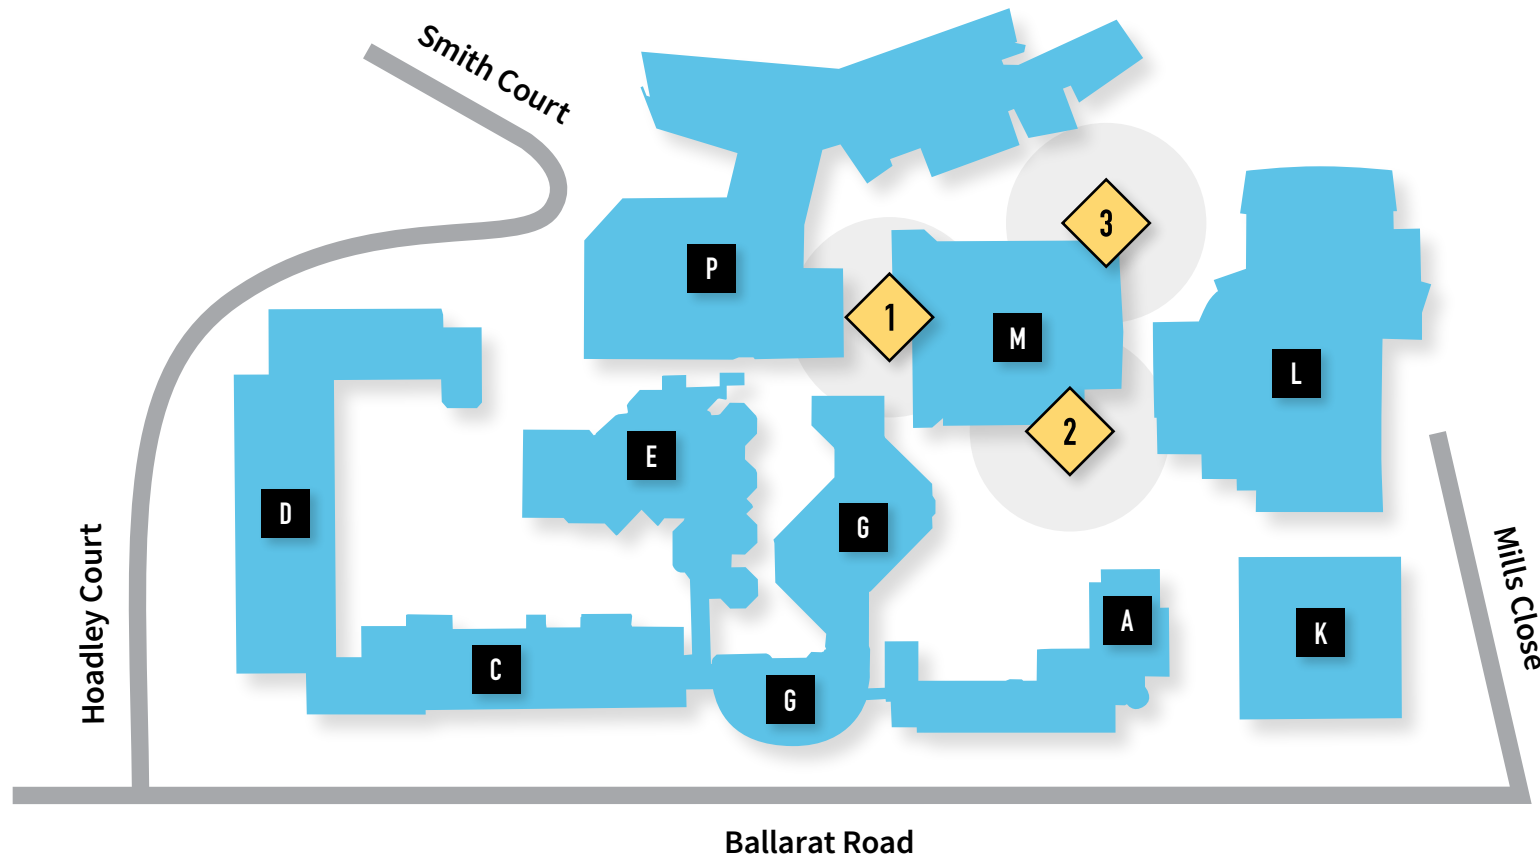 Smith Court
3
P
1
M
L
2
E
D
G
Hoadley Court
Mills Close
A
K
C
G
Ballarat Road